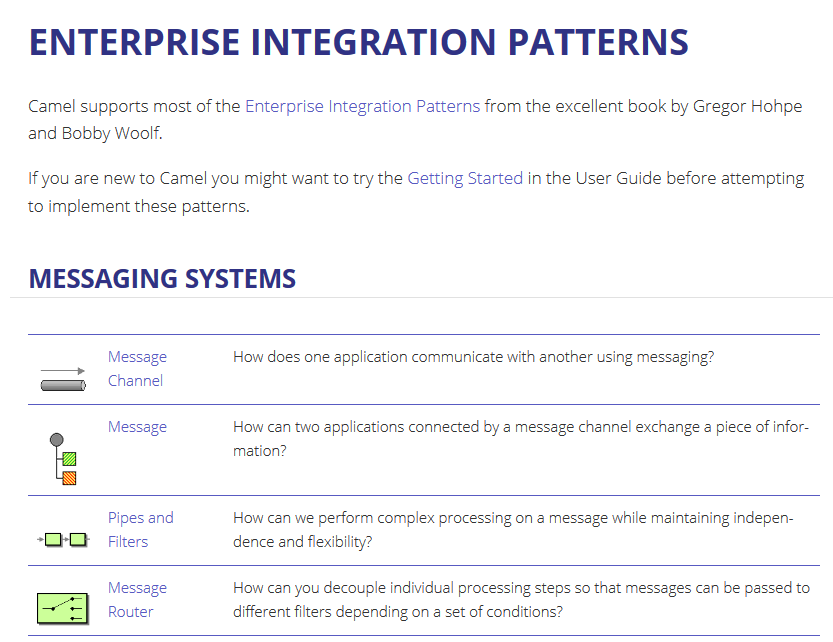 ENTERPRISE INTEGRATION PATTERNS
Camel supports most of the Enterprise Integration Patterns from the excellent book by Gregor Hohpe
and Bobby Woolf.
If you are new to Camel you might want to try the Getting Started in the User Guide before attempting
to implement these patterns.
MESSAGING SYSTEMS
Message
Channel
How does one application communicate with another using messaging?
Message
How can two applications connected by a message channel exchange a piece of infor-
mation?
Pipes and
Filters
How can we perform complex processing on a message while maintaining indepen-
dence and flexibility?
Message
Router
How can you decouple individual processing steps so that messages can be passed to
different filters depending on a set of conditions?